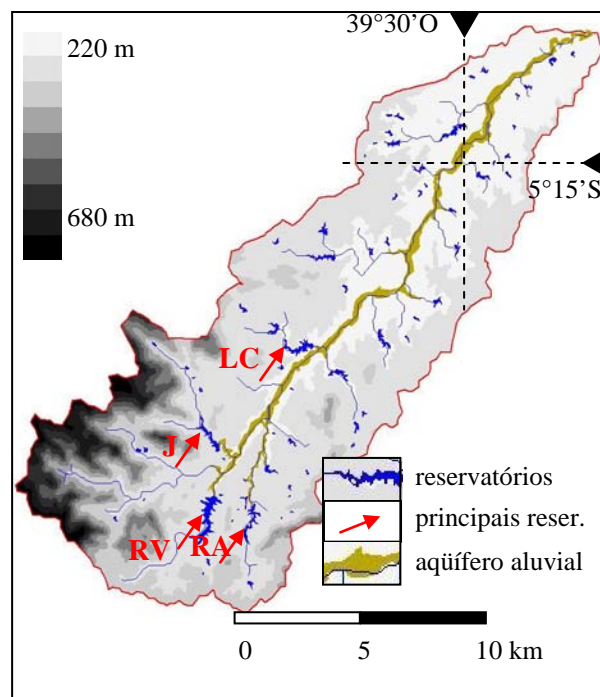 39°30’O
220 m
5°15’S
680 m
LC
J
RV
RA
reservatórios
principais reser.
aqüífero aluvial
0 5 10 km